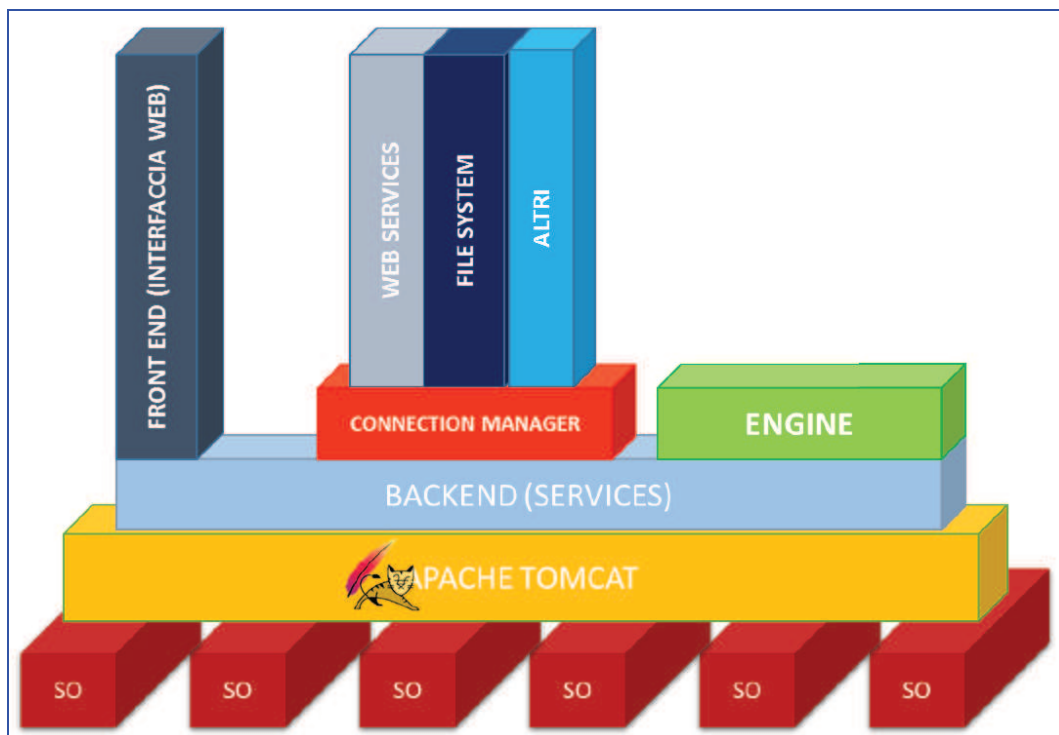 FRONT END (INTERFACCIA WEB)
WEB SERVICES
FILE SYSTEM
ALTRI
CONNECTION MANAGER
ENGINE
BACKEND (SERVICES)
APACHE TOMCAT
SO
SO
SO
SO
SO
SO